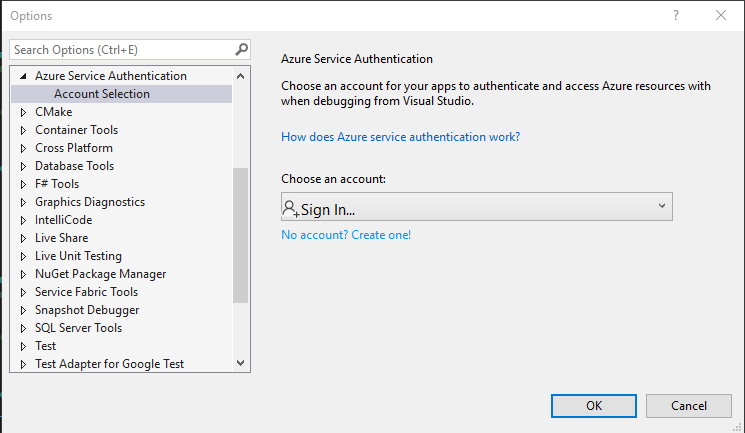 Options
?
Search Options (Ctrl+E)
Azure Service Authentication
Account Selection
CMake
Container Tools
Cross Platform
Database Tools
F# Tools
Graphics Diagnostics
IntelliCode
Live Share
Live Unit Testing
NuGet Package Manager
Service Fabric Tools
Snapshot Debugger
SQL Server Tools
Test
Test Adapter for Google Test
Azure Service Authentication
Choose an account for your apps to authenticate and access Azure resources with
when debugging from Visual Studio.
How does Azure service authentication work?
Choose an account:
Sign In...
No account? Create one!
OK
Cancel